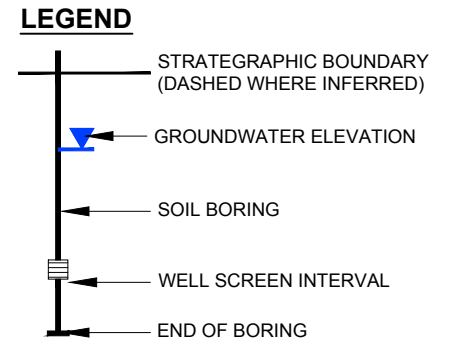 LEGEND
STRATEGRAPHIC BOUNDARY
(DASHED WHERE INFERRED)
GROUNDWATER ELEVATION
SOIL BORING
WELL SCREEN INTERVAL
END OF BORING